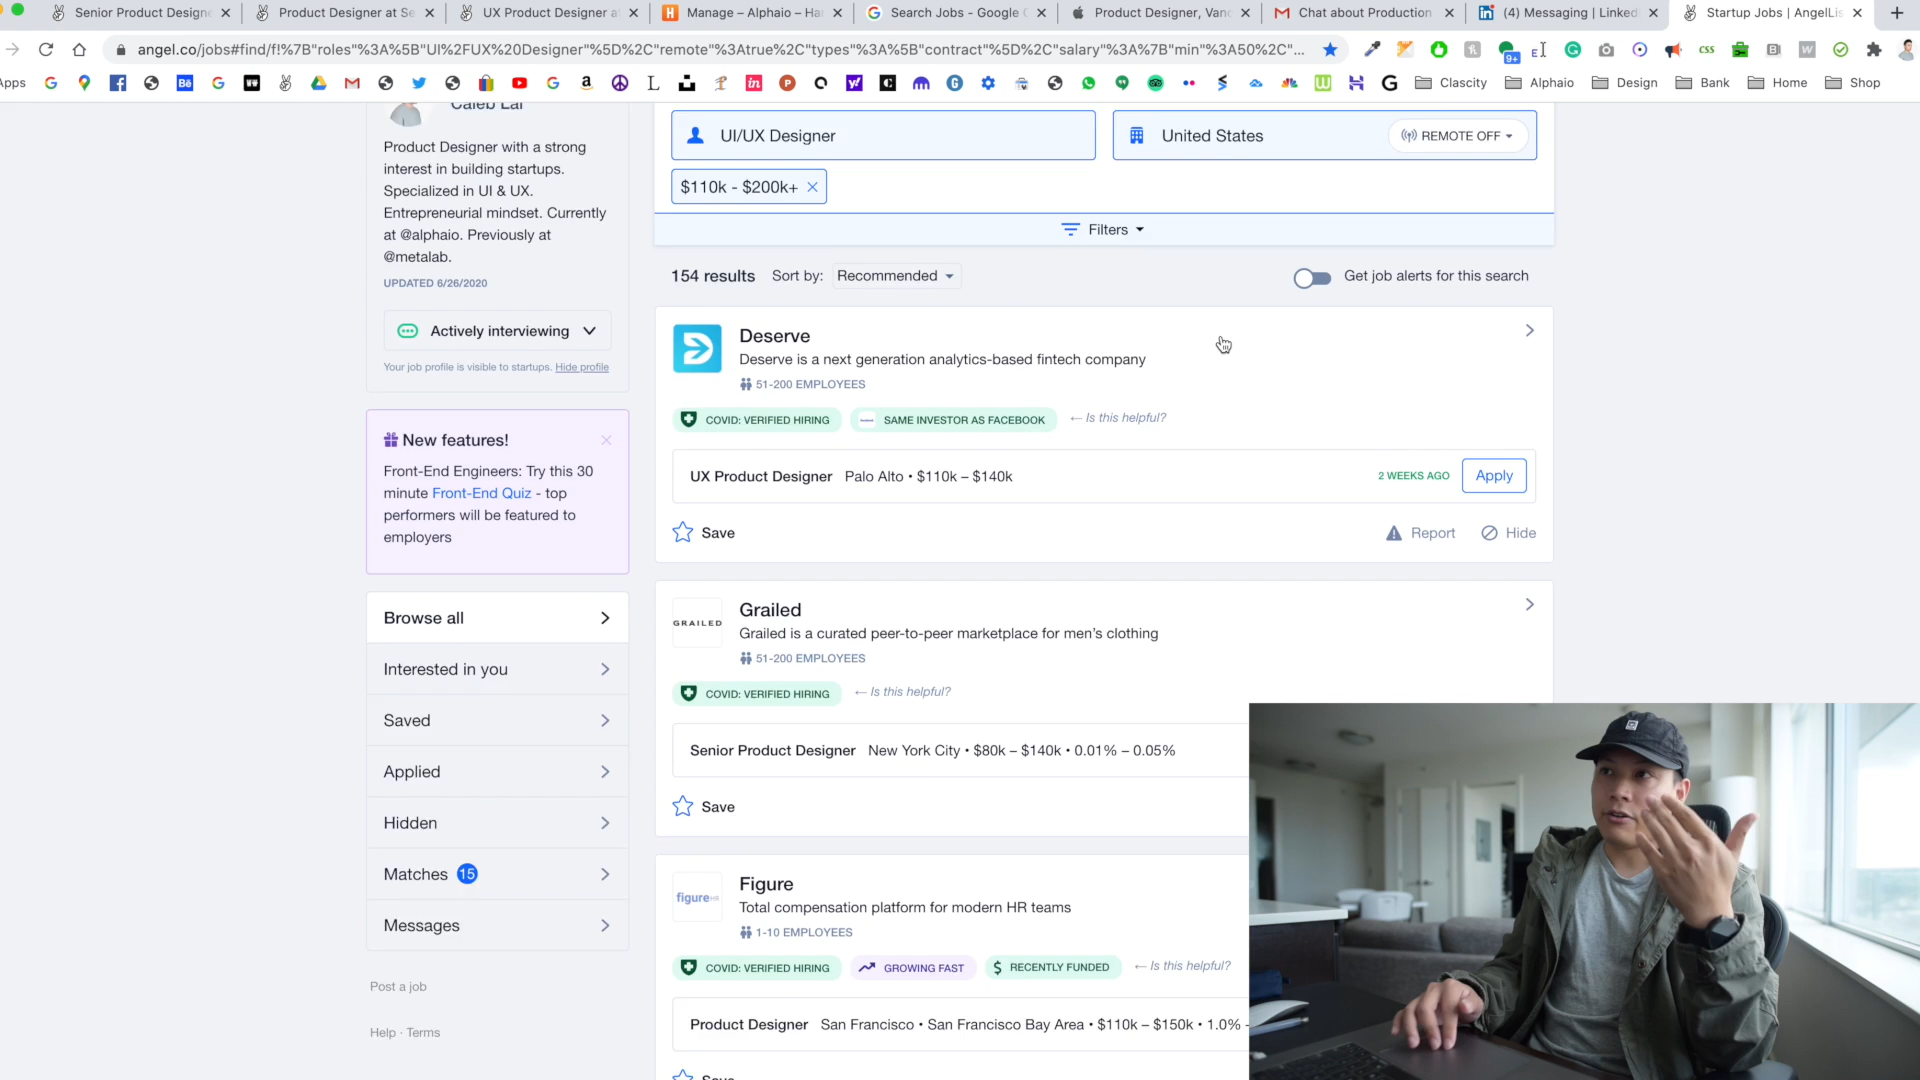 Senior Product Designe
Product Designer at Se
UX Product Designer a
Manage – Alphaio – Ha
Search Jobs - Google C
Product Designer, Vanc
Chat about Production
(4) Messaging | Linked
Startup Jobs | AngelLis
angel.co/jobs#find/f!%7B"roles"%3A%5B"UI%2FUX%20Designer"%5D%2C"remote"%3Atrue%2C"types"%3A%5B"contract"%5D%2C"salary"%3A%7B"min"%3A50%2C"...
Apps
Clascity
Alphaio
Design
Bank
Home
Shop
Caleb Lai
Product Designer with a strong
interest in building startups.
Specialized in UI & UX.
Entrepreneurial mindset. Currently
at @alphaio. Previously at
@metalab.
UPDATED 6/26/2020
Actively interviewing
Your job profile is visible to startups. Hide profile
New features!
Front-End Engineers: Try this 30
minute Front-End Quiz - top
performers will be featured to
employers
Browse all
Interested in you
Saved
Applied
Hidden
Matches 15
Messages
Post a job
Help · Terms
UI/UX Designer
United States
REMOTE OFF
$110k - $200k+
Filters
154 results Sort by: Recommended
Get job alerts for this search
Deserve
Deserve is a next generation analytics-based fintech company
51-200 EMPLOYEES
COVID: VERIFIED HIRING
SAME INVESTOR AS FACEBOOK
← Is this helpful?
UX Product Designer Palo Alto • $110k – $140k
2 WEEKS AGO
Apply
Save
Report
Hide
GRAILED
Grailed
Grailed is a curated peer-to-peer marketplace for men's clothing
51-200 EMPLOYEES
COVID: VERIFIED HIRING
← Is this helpful?
Senior Product Designer New York City • $80k – $140k • 0.01% – 0.05%
Save
figure HR
Figure
Total compensation platform for modern HR teams
1-10 EMPLOYEES
COVID: VERIFIED HIRING
GROWING FAST
RECENTLY FUNDED
← Is this helpful?
Product Designer San Francisco • San Francisco Bay Area • $110k – $150k • 1.0% –
Save